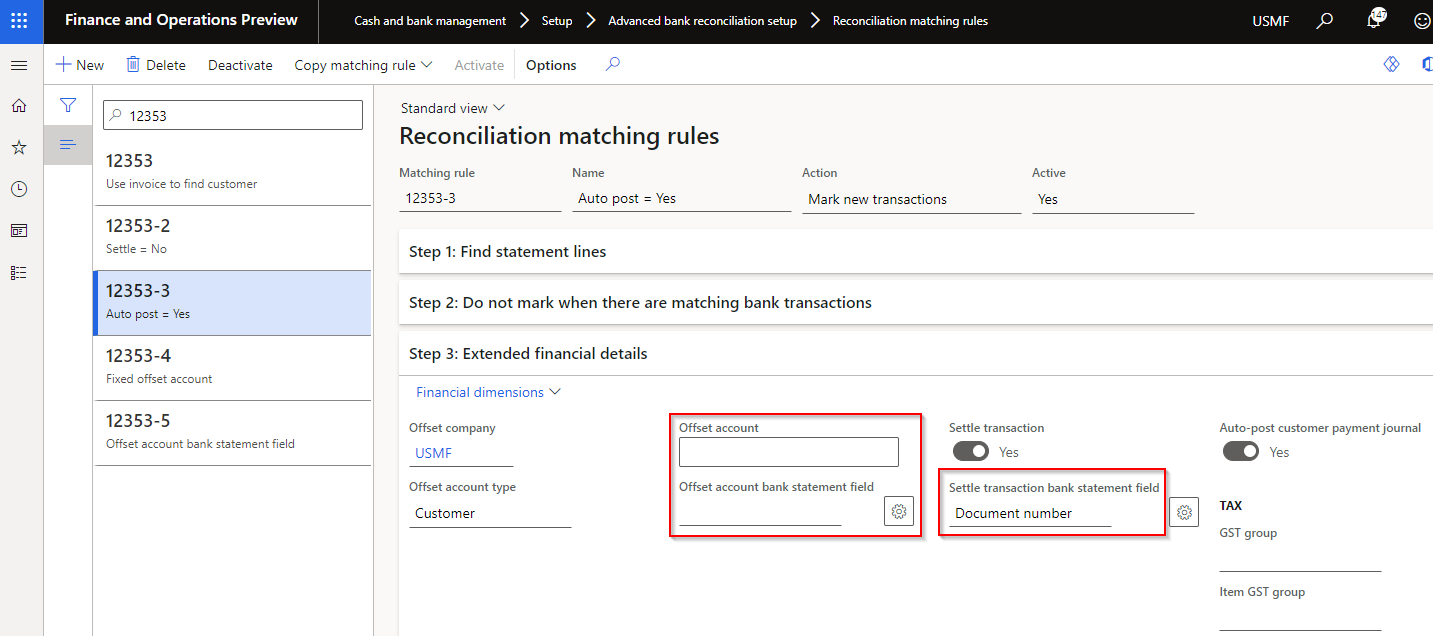 Finance and Operations Preview
Cash and bank management Setup Advanced bank reconciliation setup Reconciliation matching rules
USMF
147
New Delete Deactivate Copy matching rule Activate Options
12353
12353
Use invoice to find customer
12353-2
Settle = No
12353-3
Auto post = Yes
12353-4
Fixed offset account
12353-5
Offset account bank statement field
Standard view
Reconciliation matching rules
Matching rule Name Action Active
12353-3 Auto post = Yes Mark new transactions Yes
Step 1: Find statement lines
Step 2: Do not mark when there are matching bank transactions
Step 3: Extended financial details
Financial dimensions
Offset company
USMF
Offset account type
Customer
Offset account
Offset account bank statement field
Settle transaction
Yes
Settle transaction bank statement field
Document number
Auto-post customer payment journal
Yes
TAX
GST group
Item GST group